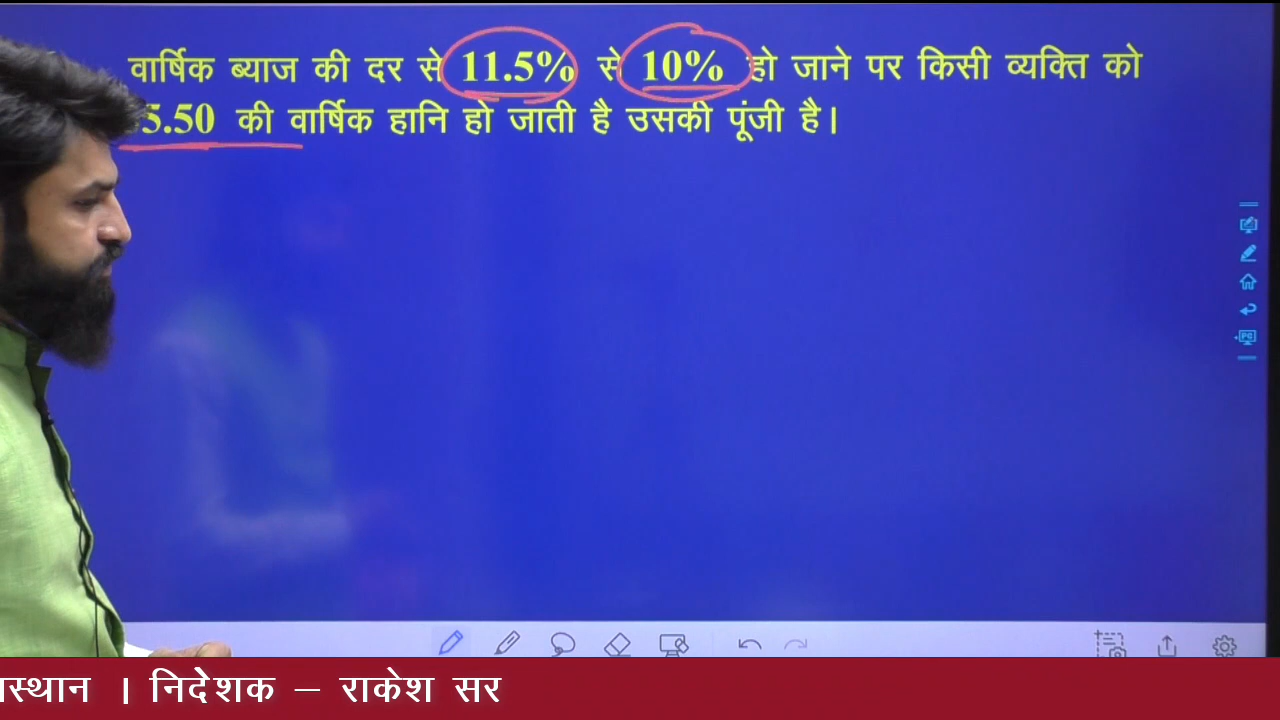 वार्षिक ब्याज की दर से 11.5% से 10% हो जाने पर किसी व्यक्ति को
5.50 की वार्षिक हानि हो जाती है उसकी पूंजी है।
निदेशक – राकेश सर